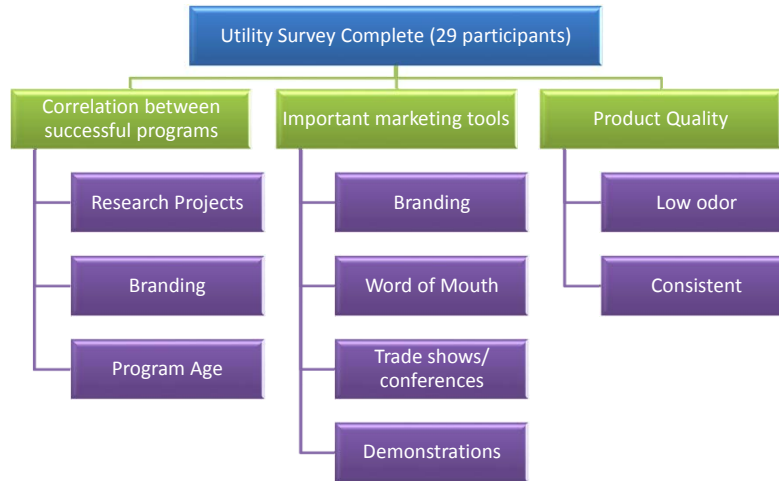 Utility Survey Complete (29 participants)
Correlation between
successful programs
Research Projects
Branding
Program Age
Important marketing tools
Branding
Word of Mouth
Trade shows/
conferences
Demonstrations
Product Quality
Low odor
Consistent